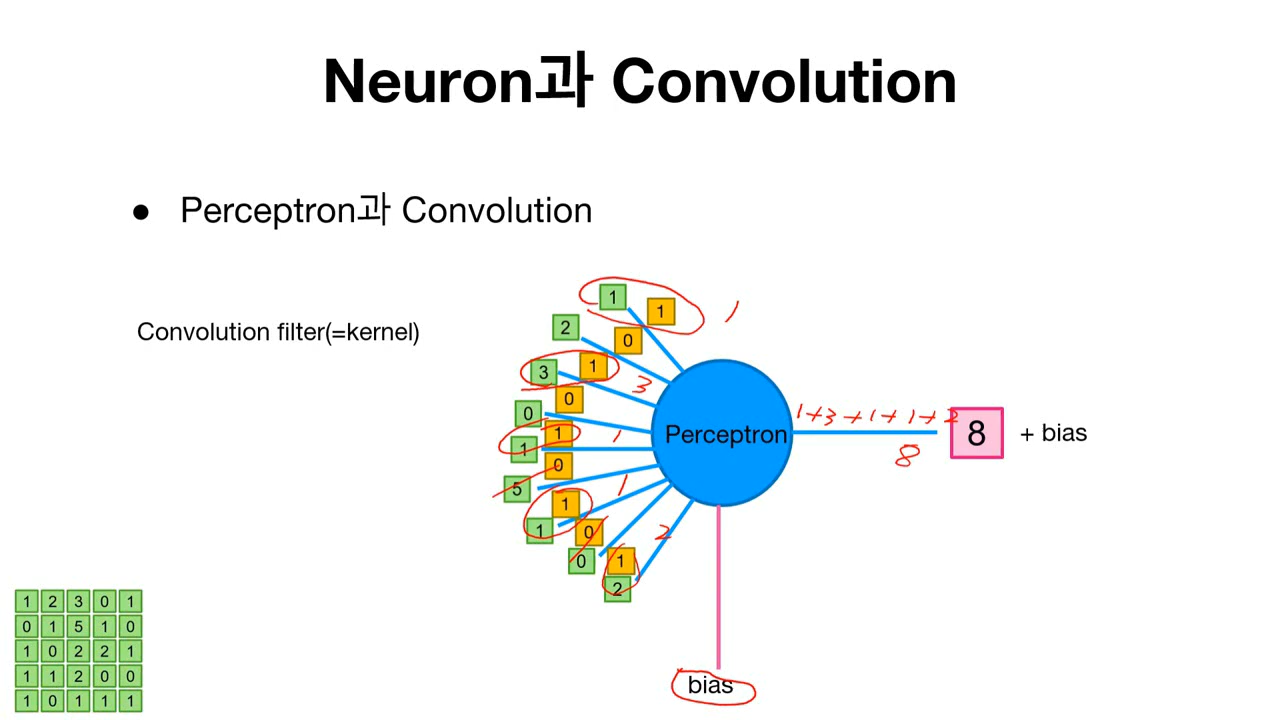 Neuron과 Convolution
● Perceptron과 Convolution
Convolution filter(=kernel)
1 1 1
2 0
3 1 3
0 0
1 1 1
5 0
1 1 1
0 0
2 1 2
Perceptron
1+3+1+1+2
8
8 + bias
bias
1 2 3 0 1
0 1 5 1 0
1 0 2 2 1
1 1 2 0 0
1 0 1 1 1